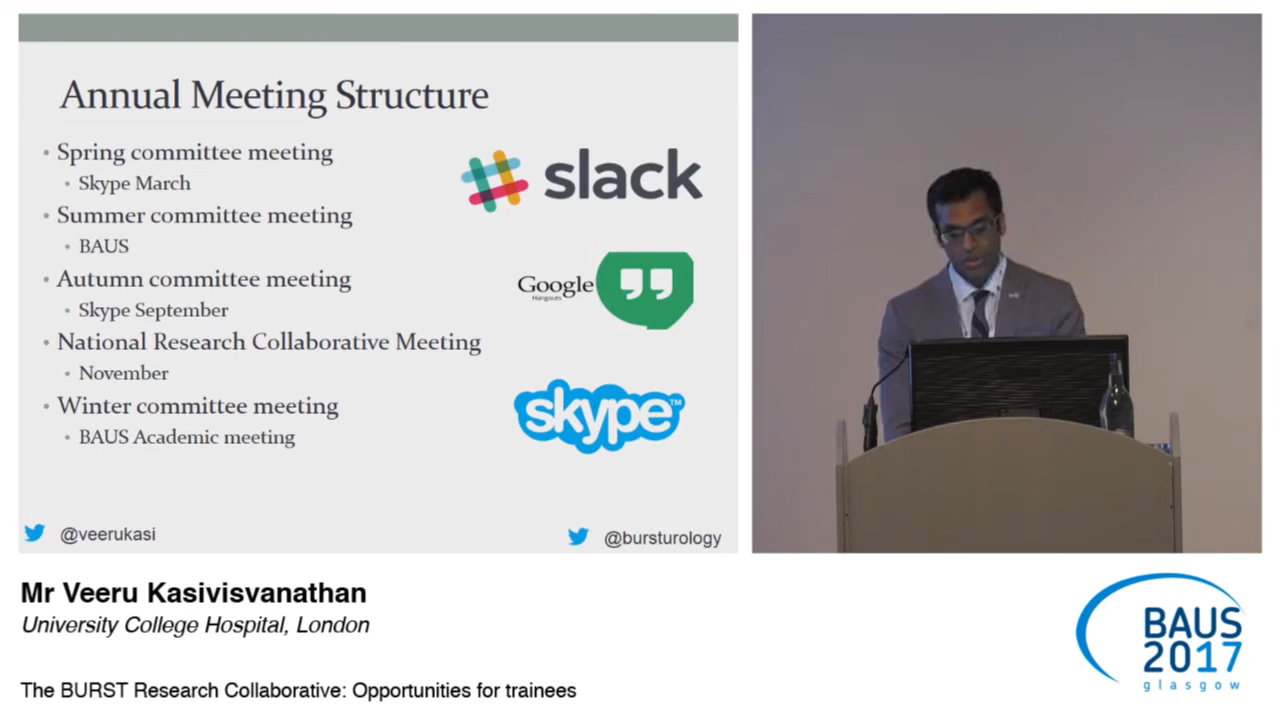 Annual Meeting Structure
• Spring committee meeting
• Skype March
• Summer committee meeting
• BAUS
• Autumn committee meeting
• Skype September
• National Research Collaborative Meeting
• November
• Winter committee meeting
• BAUS Academic meeting
slack
Google
Hangouts
skype™
@veerukasi
@bursturology
Mr Veeru Kasivisvanathan
University College Hospital, London
The BURST Research Collaborative: Opportunities for trainees
BAUS
2017
glasgow